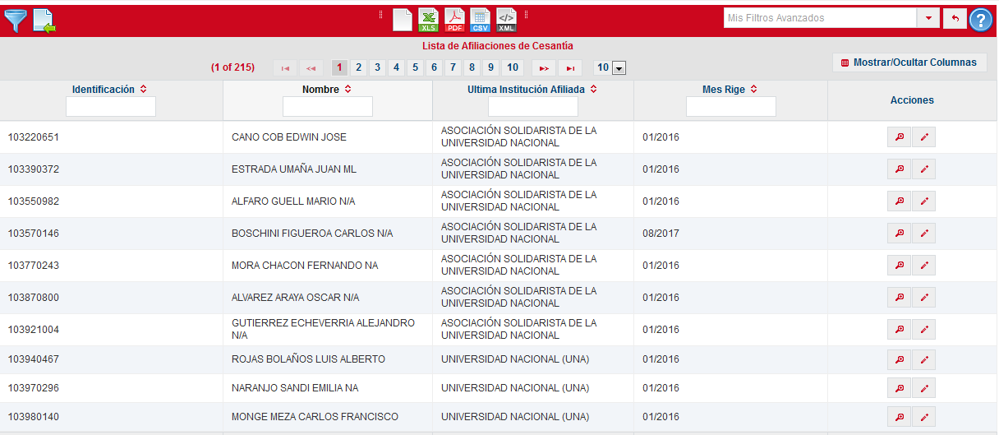 XLS PDF CSV XML Mis Filtros Avanzados ?
Lista de Afiliaciones de Cesantía
(1 of 215) 1 2 3 4 5 6 7 8 9 10 10 Mostrar/Ocultar Columnas
Identificación Nombre Ultima Institución Afiliada Mes Rige Acciones
103220651 CANO COB EDWIN JOSE ASOCIACIÓN SOLIDARISTA DE LA
UNIVERSIDAD NACIONAL 01/2016
103390372 ESTRADA UMAÑA JUAN ML ASOCIACIÓN SOLIDARISTA DE LA
UNIVERSIDAD NACIONAL 01/2016
103550982 ALFARO GUELL MARIO N/A ASOCIACIÓN SOLIDARISTA DE LA
UNIVERSIDAD NACIONAL 01/2016
103570146 BOSCHINI FIGUEROA CARLOS N/A ASOCIACIÓN SOLIDARISTA DE LA
UNIVERSIDAD NACIONAL 08/2017
103770243 MORA CHACON FERNANDO NA ASOCIACIÓN SOLIDARISTA DE LA
UNIVERSIDAD NACIONAL 01/2016
103870800 ALVAREZ ARAYA OSCAR N/A ASOCIACIÓN SOLIDARISTA DE LA
UNIVERSIDAD NACIONAL 01/2016
103921004 GUTIERREZ ECHEVERRIA ALEJANDRO
N/A ASOCIACIÓN SOLIDARISTA DE LA
UNIVERSIDAD NACIONAL 01/2016
103940467 ROJAS BOLAÑOS LUIS ALBERTO UNIVERSIDAD NACIONAL (UNA) 01/2016
103970296 NARANJO SANDI EMILIA NA UNIVERSIDAD NACIONAL (UNA) 01/2016
103980140 MONGE MEZA CARLOS FRANCISCO UNIVERSIDAD NACIONAL (UNA) 01/2016